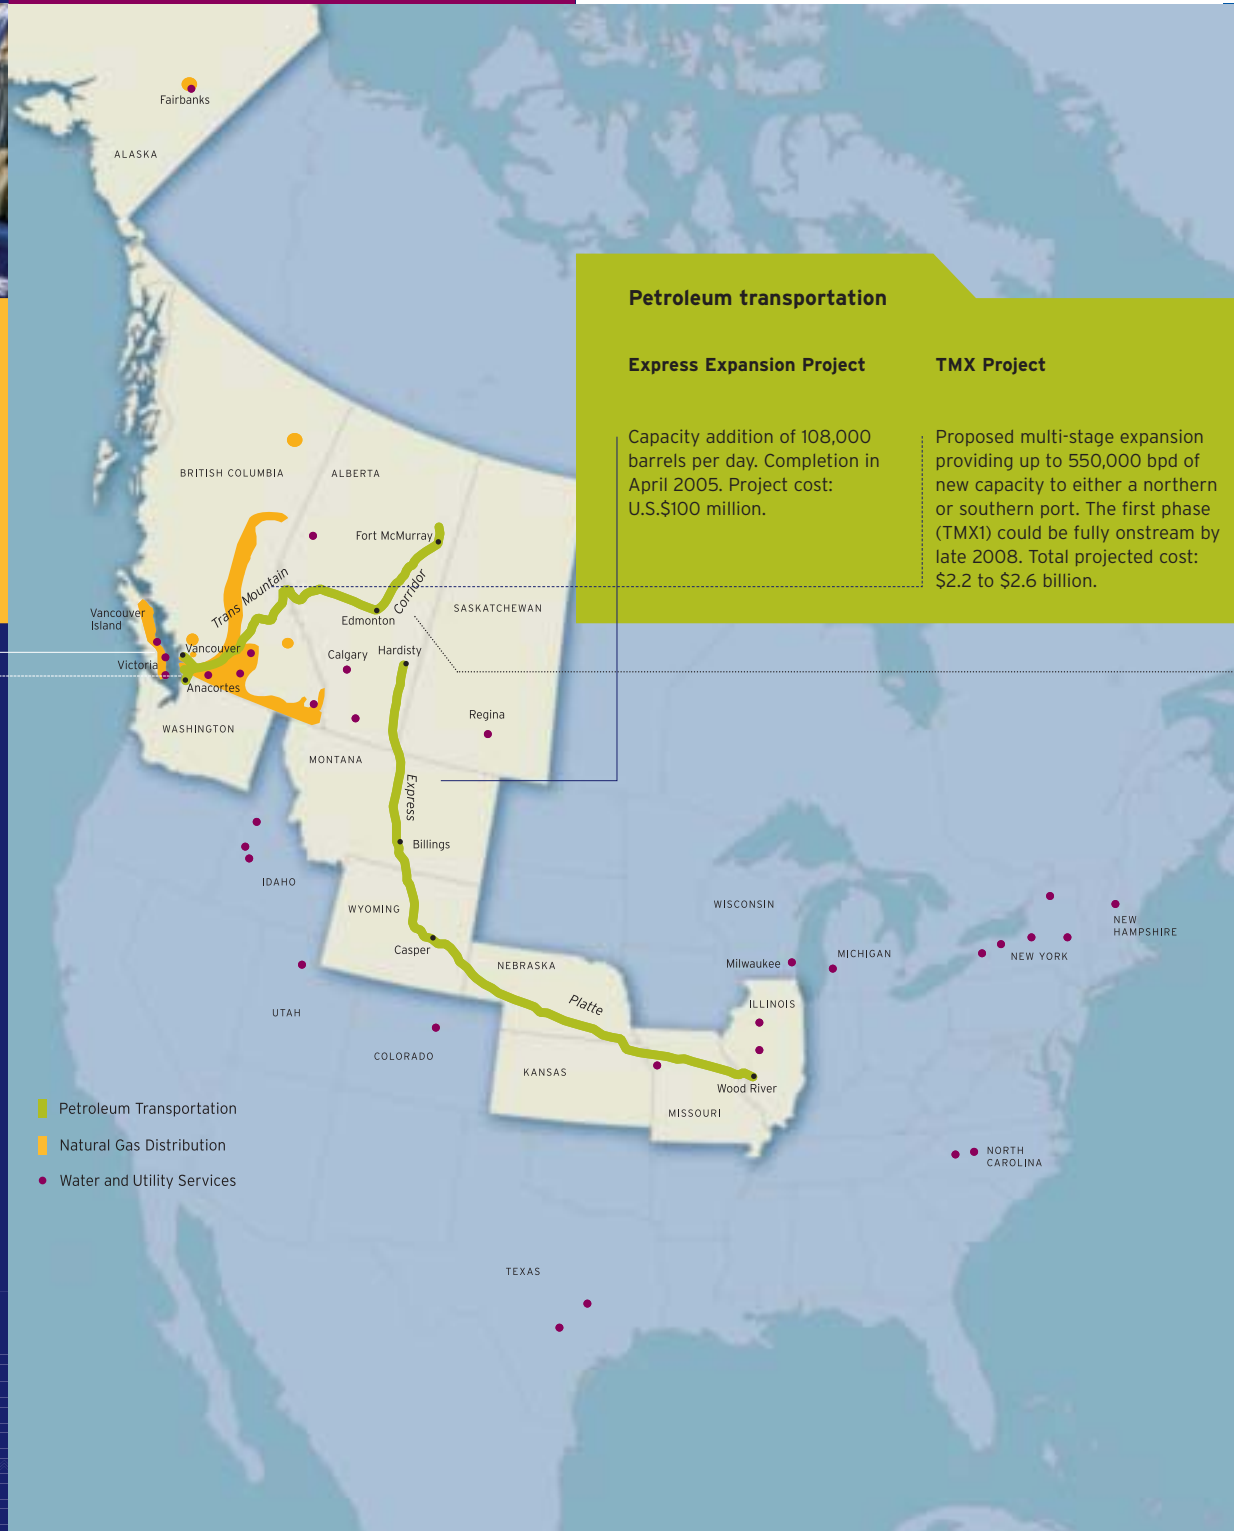 Fairbanks
ALASKA
Petroleum transportation
Express Expansion Project
Capacity addition of 108,000
barrels per day. Completion in
April 2005. Project cost:
U.S.$100 million.
TMX Project
Proposed multi-stage expansion
providing up to 550,000 bpd of
new capacity to either a northern
or southern port. The first phase
(TMX1) could be fully onstream by
late 2008. Total projected cost:
$2.2 to $2.6 billion.
BRITISH COLUMBIA
ALBERTA
Fort McMurray
Trans Mountain
Corridor
SASKATCHEWAN
Vancouver
Island
Edmonton
Vancouver
Calgary
Hardisty
Victoria
Anacortes
Regina
WASHINGTON
MONTANA
Express
Billings
IDAHO
WYOMING
WISCONSIN
NEW
HAMPSHIRE
Casper
MICHIGAN
NEW YORK
Milwaukee
NEBRASKA
Platte
ILLINOIS
UTAH
COLORADO
KANSAS
Wood River
MISSOURI
Petroleum Transportation
Natural Gas Distribution
Water and Utility Services
NORTH
CAROLINA
TEXAS